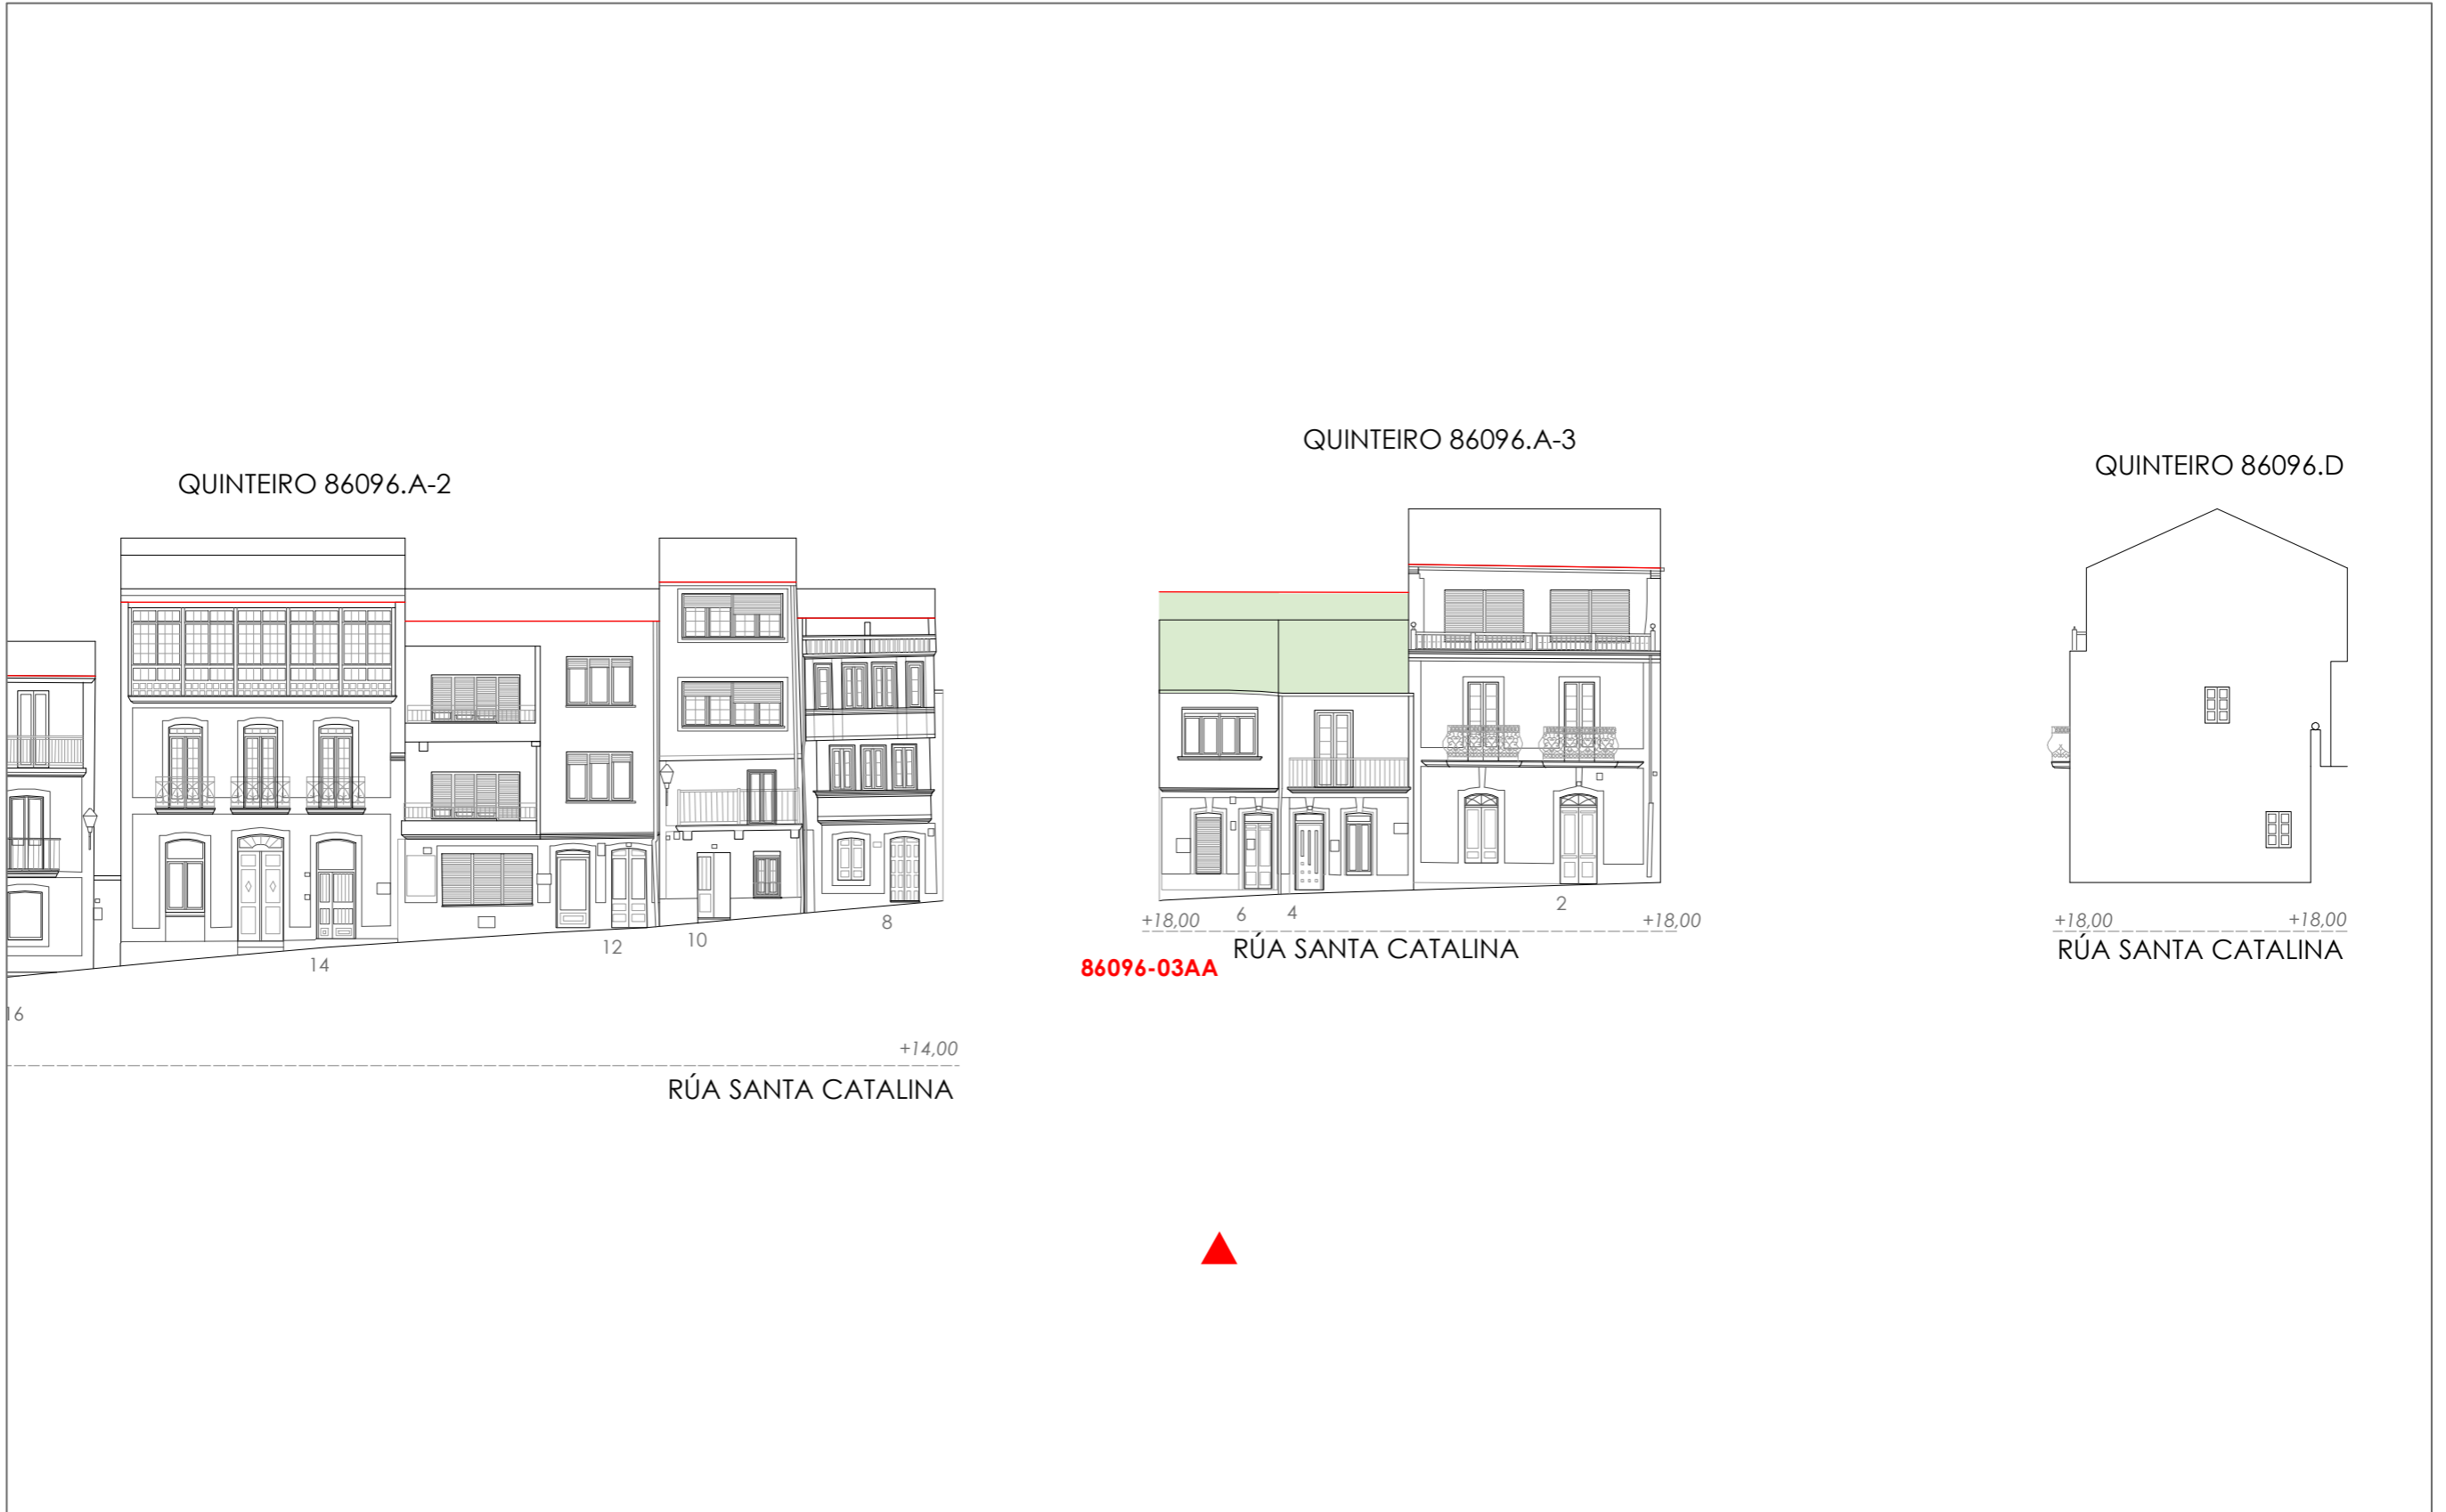 QUINTEIRO 86096.A-3
QUINTEIRO 86096.D
QUINTEIRO 86096.A-2
14
12
10
8
16
+14,00
RÚA SANTA CATALINA
+18,00
6
4
2
+18,00
RÚA SANTA CATALINA
86096-03AA
+18,00
+18,00
RÚA SANTA CATALINA